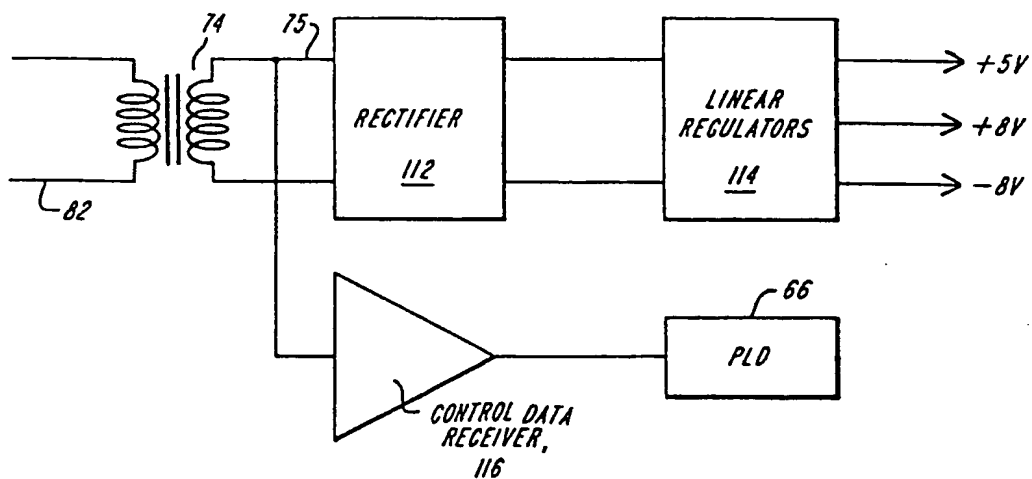 74
75
RECTIFIER
112
LINEAR
REGULATORS
114
+5V
+8V
-8V
82
66
PLD
CONTROL DATA
RECEIVER,
116